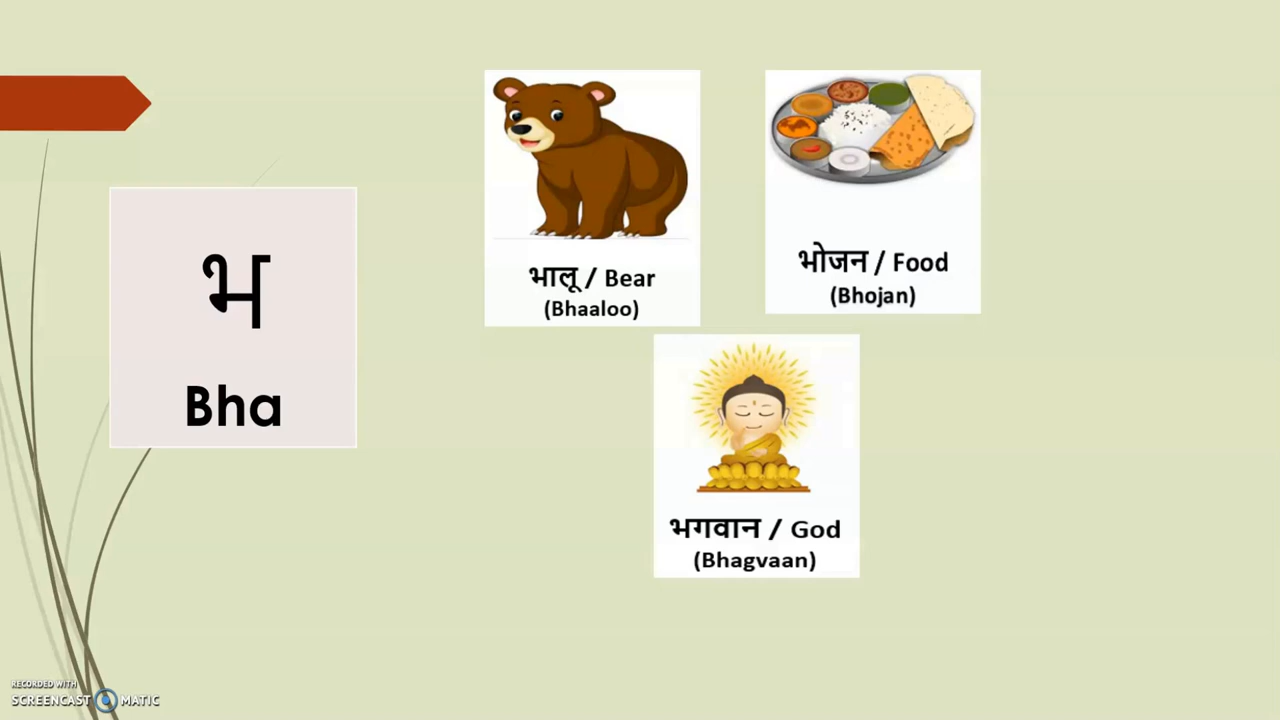 भ
Bha
भालू / Bear
(Bhaaloo)
भोजन / Food
(Bhojan)
भगवान / God
(Bhagvaan)
RECORDED WITH
SCREENCAST MATIC